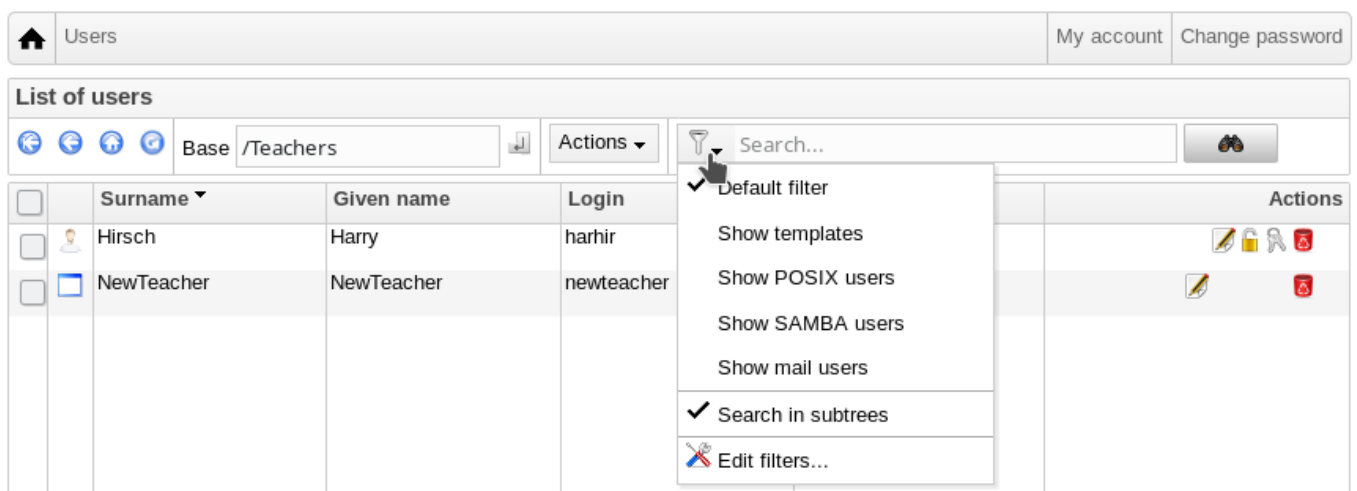 Users My account Change password
List of users
Base /Teachers Actions Search...
Surname Given name Login Actions
Hirsch Harry harhir
NewTeacher NewTeacher newteacher
Default filter
Show templates
Show POSIX users
Show SAMBA users
Show mail users
Search in subtrees
Edit filters...